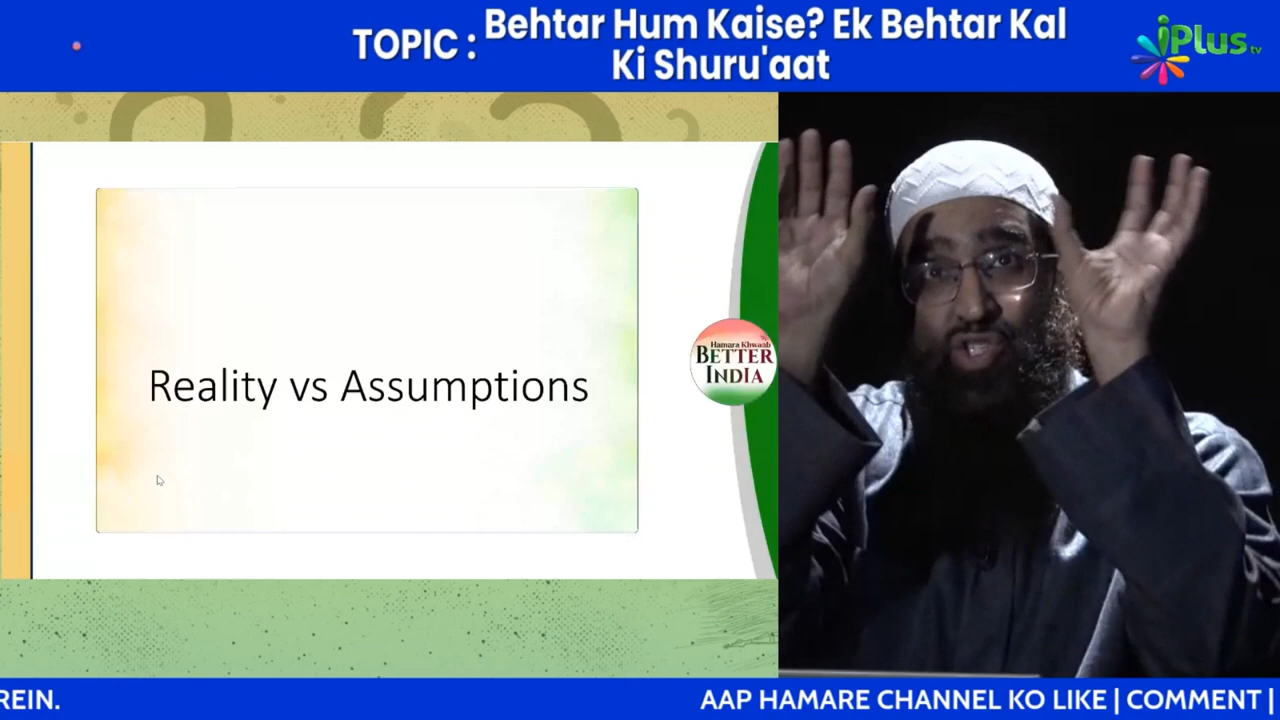 TOPIC : Behtar Hum Kaise? Ek Behtar Kal
Ki Shuru'aat
iPlus tv
Reality vs Assumptions
Hamara Khwaab
BETTER
INDIA
REIN.
AAP HAMARE CHANNEL KO LIKE | COMMENT |